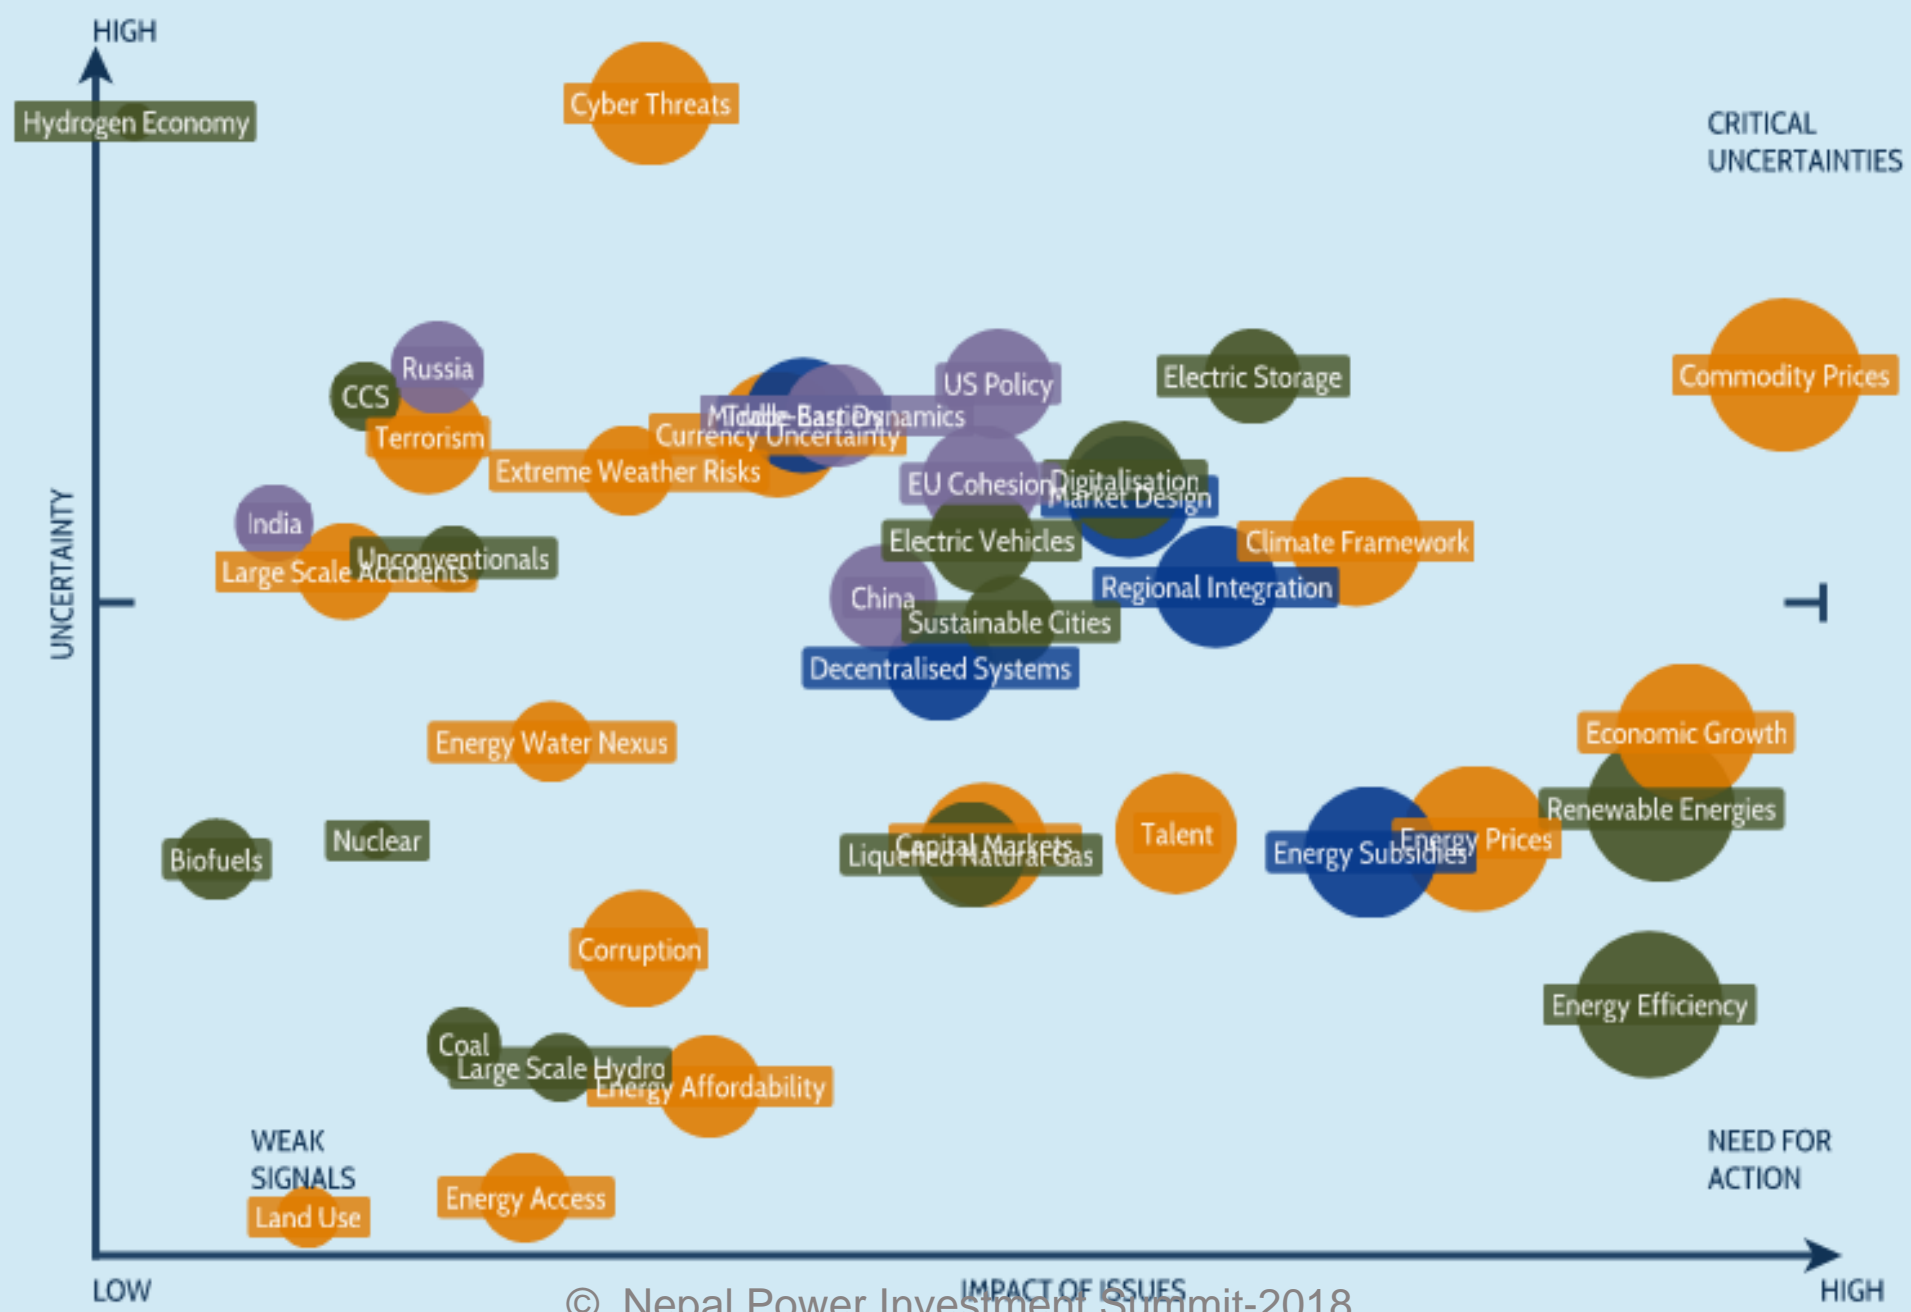 HIGH
Cyber Threats
Hydrogen Economy
CRITICAL
UNCERTAINTIES
Russia
CCS
US Policy
Electric Storage
Commodity Prices
Middle-East Dynamics
Currency Uncertainty
Terrorism
Extreme Weather Risks
EU Cohesion
Digitalisation
Market Design
India
Electric Vehicles
Climate Framework
Unconventionals
Large Scale Accidents
Regional Integration
China
Sustainable Cities
UNCERTAINTY
Decentralised Systems
Energy Water Nexus
Economic Growth
Renewable Energies
Nuclear
Biofuels
Capital Markets
Liquefied Natural Gas
Talent
Energy Prices
Energy Subsidies
Corruption
Energy Efficiency
Coal
Large Scale Hydro
Energy Affordability
WEAK
SIGNALS
NEED FOR
ACTION
Energy Access
Land Use
LOW
IMPACT OF ISSUES
HIGH
© Nepal Power Investment Summit-2018